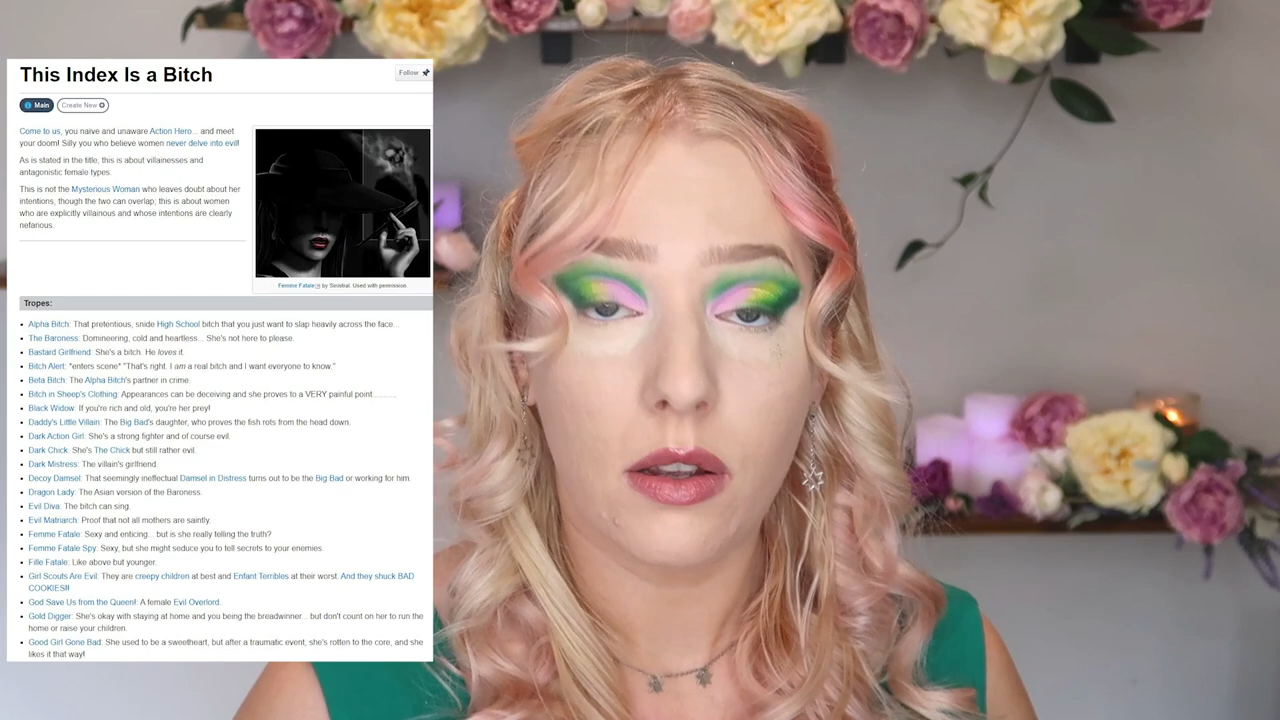 This Index Is a Bitch
Follow
Main
Create New
Come to us, you naive and unaware Action Hero... and meet
your doom! Silly you who believe women never delve into evil!
As is stated in the title, this is about villainesses and
antagonistic female types.
This is not the Mysterious Woman who leaves doubt about her
intentions, though the two can overlap; this is about women
who are explicitly villainous and whose intentions are clearly
nefarious
Femme Fatale by Sinistral. Used with permission.
Tropes:
Alpha Bitch: That pretentious, snide High School bitch that you just want to slap heavily across the face...
The Baroness: Domineering, cold and heartless... She's not here to please.
Bastard Girlfriend: She's a bitch. He loves it.
Bitch Alert: *enters scene* "That's right. I am a real bitch and I want everyone to know."
Beta Bitch: The Alpha Bitch's partner in crime.
Bitch in Sheep's Clothing: Appearances can be deceiving and she proves to a VERY painful point............
Black Widow: If you're rich and old, you're her prey!
Daddy's Little Villain: The Big Bad's daughter, who proves the fish rots from the head down.
Dark Action Girl: She's a strong fighter and of course evil.
Dark Chick: She's The Chick but still rather evil.
Dark Mistress: The villain's girlfriend.
Decoy Damsel: That seemingly ineffectual Damsel in Distress turns out to be the Big Bad or working for him.
Dragon Lady: The Asian version of the Baroness.
Evil Diva: The bitch can sing.
Evil Matriarch: Proof that not all mothers are saintly.
Femme Fatale: Sexy and enticing... but is she really telling the truth?
Femme Fatale Spy: Sexy, but she might seduce you to tell secrets to your enemies.
Fille Fatale: Like above but younger.
Girl Scouts Are Evil: They are creepy children at best and Enfant Terribles at their worst. And they shuck BAD
COOKIES!!
God Save Us from the Queen!: A female Evil Overlord.
Gold Digger: She's okay with staying at home and you being the breadwinner... but don't count on her to run the
home or raise your children.
Good Girl Gone Bad: She used to be a sweetheart, but after a traumatic event, she's rotten to the core, and she
likes it that way!